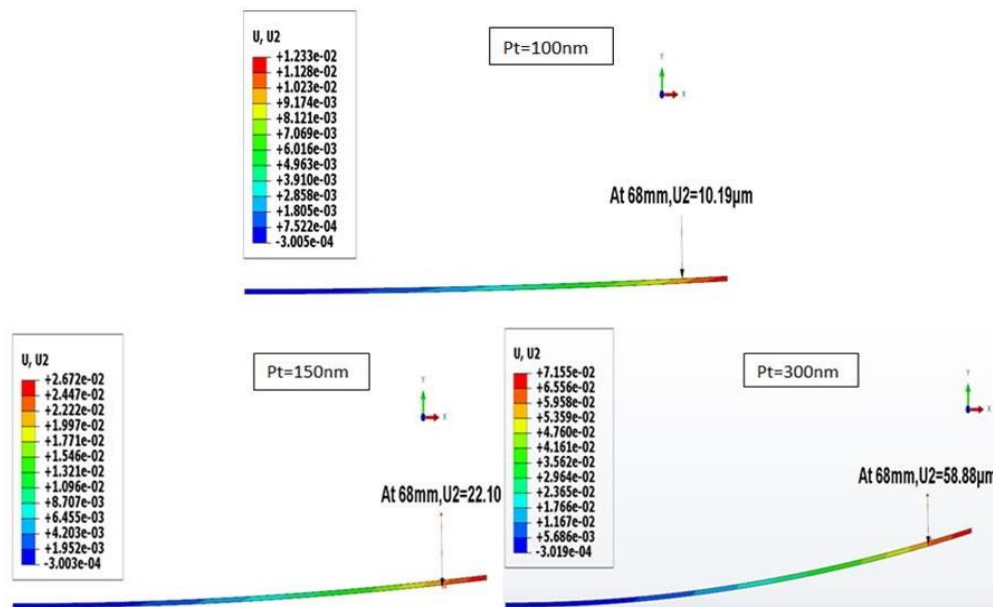 U, U2
+1.233e-02
+1.128e-02
+1.023e-02
+9.174e-03
+8.121e-03
+7.069e-03
+6.016e-03
+4.963e-03
+3.910e-03
+2.858e-03
+1.805e-03
+7.522e-04
-3.005e-04
Pt=100nm
Y
X
At 68mm,U2=10.19µm
U, U2
+2.672e-02
+2.447e-02
+2.222e-02
+1.997e-02
+1.771e-02
+1.546e-02
+1.321e-02
+1.096e-02
+8.707e-03
+6.455e-03
+4.203e-03
+1.952e-03
-3.003e-04
Pt=150nm
Y
X
At 68mm,U2=22.10
U, U2
+7.155e-02
+6.556e-02
+5.958e-02
+5.359e-02
+4.760e-02
+4.161e-02
+3.562e-02
+2.964e-02
+2.365e-02
+1.766e-02
+1.167e-02
+5.686e-03
-3.019e-04
Pt=300nm
Y
X
At 68mm,U2=58.88µm